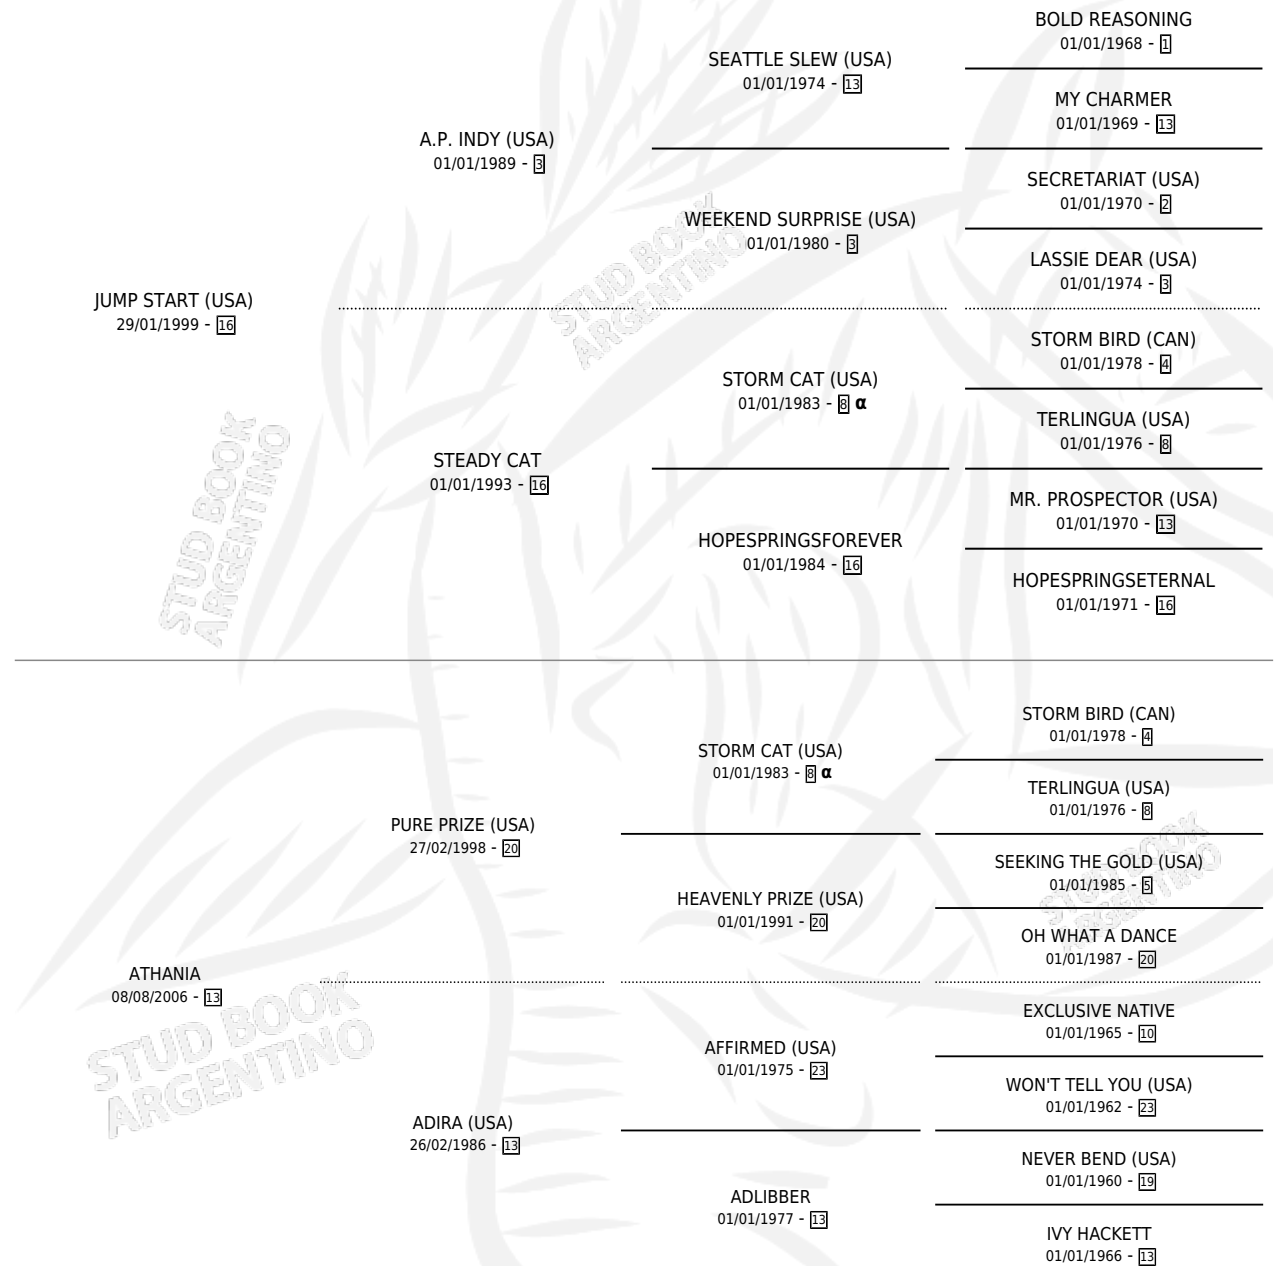 BOLD REASONING
01/01/1968 - 1
SEATTLE SLEW (USA)
01/01/1974 - 13
MY CHARMER
01/01/1969 - 13
A.P. INDY (USA)
01/01/1989 - 3
SECRETARIAT (USA)
01/01/1970 - 2
WEEKEND SURPRISE (USA)
01/01/1980 - 3
LASSIE DEAR (USA)
01/01/1974 - 3
JUMP START (USA)
29/01/1999 - 16
STORM BIRD (CAN)
01/01/1978 - 4
STORM CAT (USA)
01/01/1983 - 8 α
TERLINGUA (USA)
01/01/1976 - 8
STEADY CAT
01/01/1993 - 16
MR. PROSPECTOR (USA)
01/01/1970 - 13
HOPESPRINGSFOREVER
01/01/1984 - 16
HOPESPRINGSETERNAL
01/01/1971 - 16
STORM BIRD (CAN)
01/01/1978 - 4
STORM CAT (USA)
01/01/1983 - 8 α
TERLINGUA (USA)
01/01/1976 - 8
PURE PRIZE (USA)
27/02/1998 - 20
SEEKING THE GOLD (USA)
01/01/1985 - 5
HEAVENLY PRIZE (USA)
01/01/1991 - 20
OH WHAT A DANCE
01/01/1987 - 20
ATHANIA
08/08/2006 - 13
EXCLUSIVE NATIVE
01/01/1965 - 10
AFFIRMED (USA)
01/01/1975 - 23
WON'T TELL YOU (USA)
01/01/1962 - 23
ADIRA (USA)
26/02/1986 - 13
NEVER BEND (USA)
01/01/1960 - 19
ADLIBBER
01/01/1977 - 13
IVY HACKETT
01/01/1966 - 13
STUD BOOK
ARGENTINO
STUD BOOK
ARGENTINO
STUD BOOK
ARGENTINO
STUD BOOK
ARGENTINO